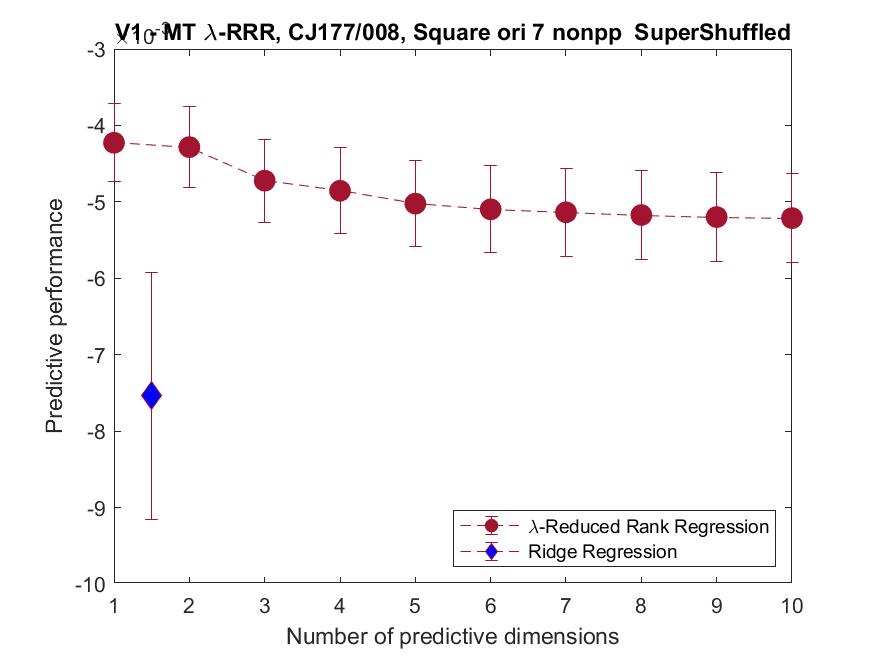 V1 - MT λ-RRR, CJ177/008, Square ori 7 nonpp SuperShuffled
×10-3
-3
-4
-5
-6
-7
-8
-9
-10
Predictive performance
1 2 3 4 5 6 7 8 9 10
Number of predictive dimensions
λ-Reduced Rank Regression
Ridge Regression